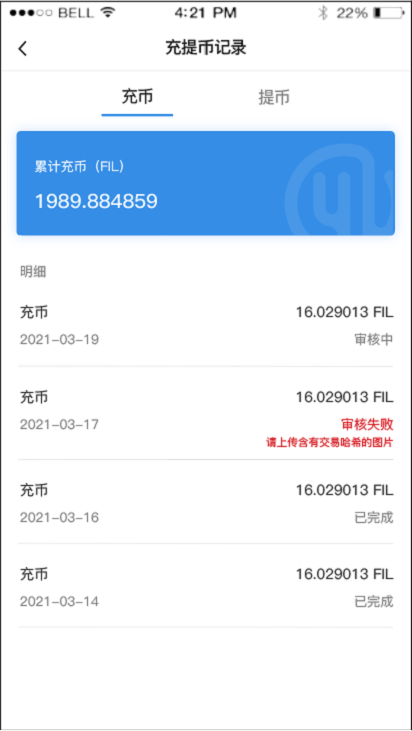 BELL 4:21 PM 22%
充提币记录
充币 提币
累计充币（FIL）
1989.884859
明细
充币 16.029013 FIL
2021-03-19 审核中
充币 16.029013 FIL
2021-03-17 审核失败
请上传含有交易哈希的图片
充币 16.029013 FIL
2021-03-16 已完成
充币 16.029013 FIL
2021-03-14 已完成